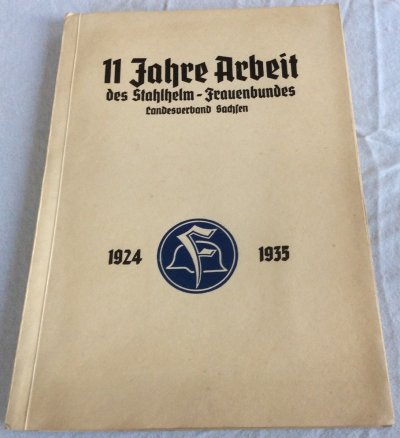 11 Jahre Arbeit
des Stahlhelm-Frauenbundes
Landesverband Sachsen
1924 F 1935